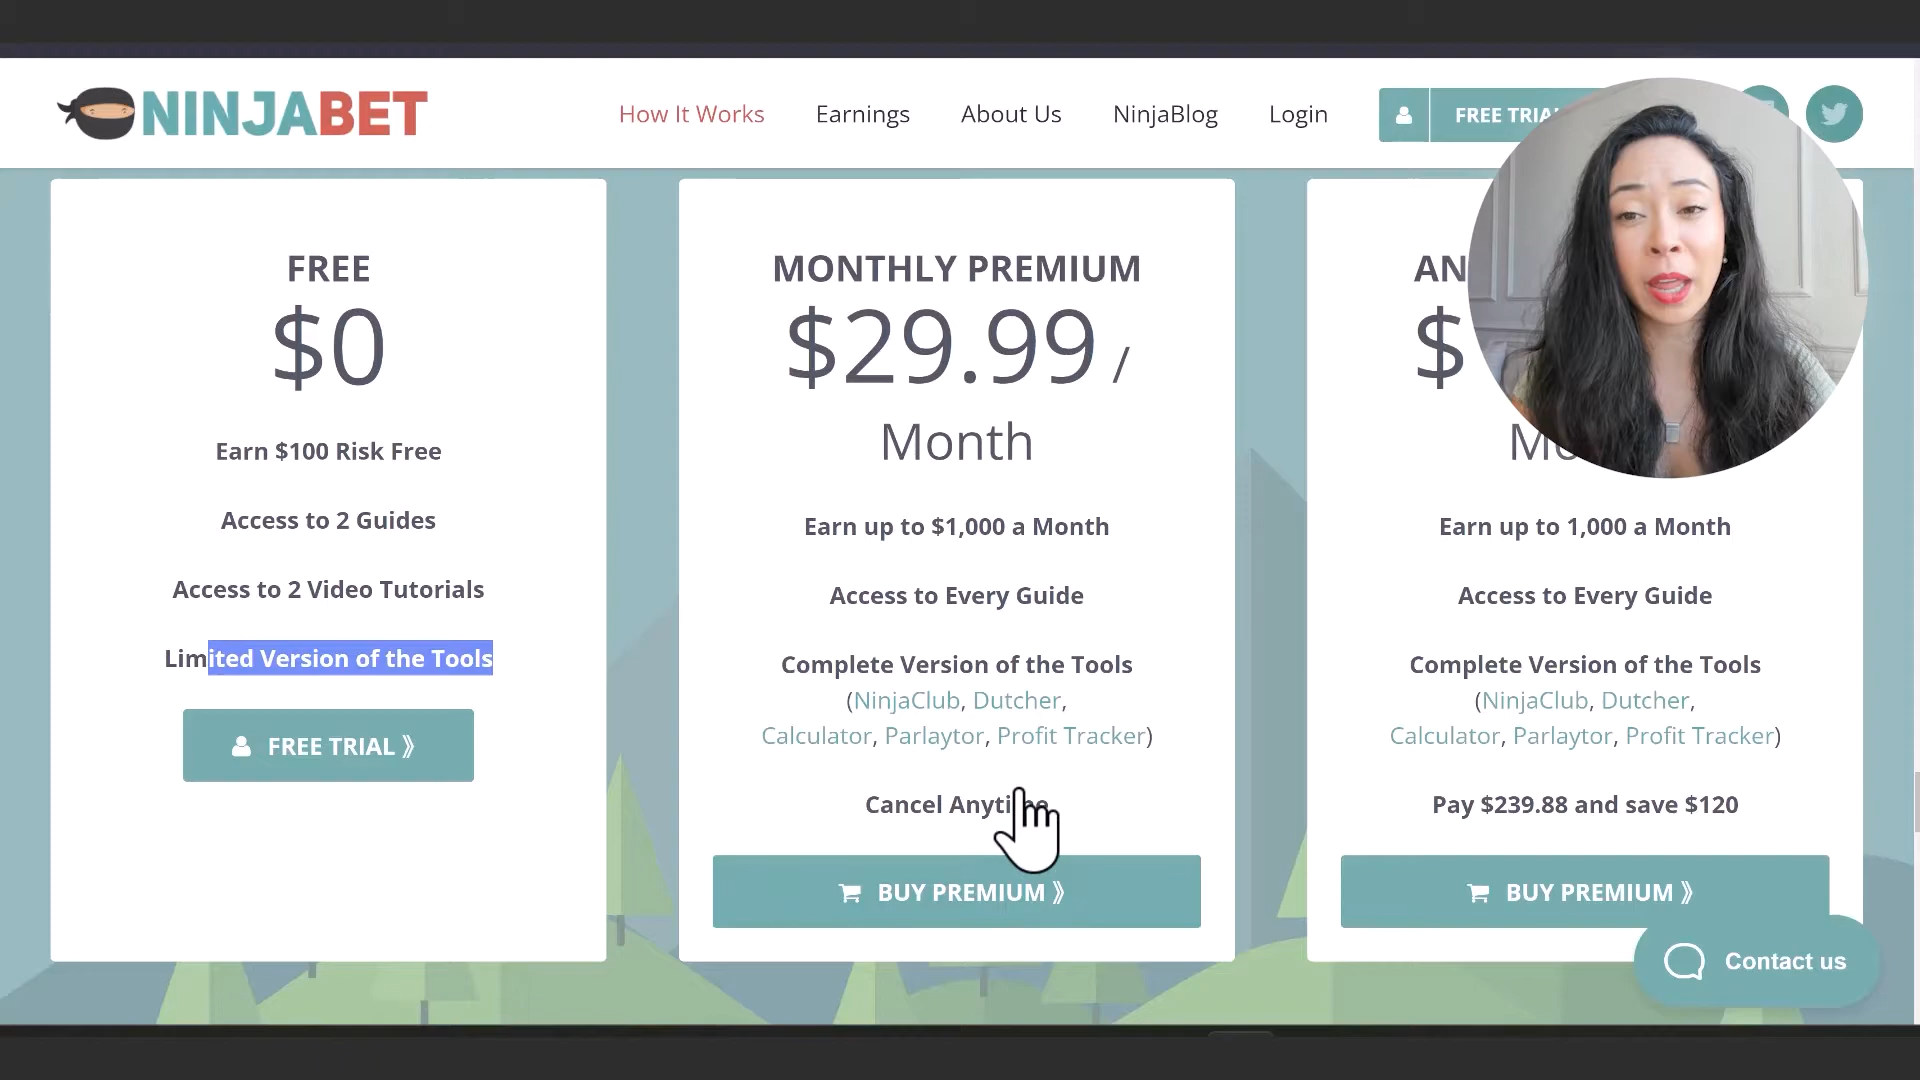 NINJABET
How It Works
Earnings
About Us
NinjaBlog
Login
FREE
FREE
$0
Earn $100 Risk Free
Access to 2 Guides
Access to 2 Video Tutorials
Limited Version of the Tools
FREE TRIAL》
MONTHLY PREMIUM
$29.99 /
Month
Earn up to $1,000 a Month
Access to Every Guide
Complete Version of the Tools
(NinjaClub, Dutcher,
Calculator, Parlaytor, Profit Tracker)
Cancel
BUY PREMIUM》
$
Earn up to 1,000 a Month
Access to Every Guide
Complete Version of the Tools
(NinjaClub, Dutcher,
Calculator, Parlaytor, Profit Tracker)
Pay $239.88 and save $120
BUY PREMIUM》
Contact us